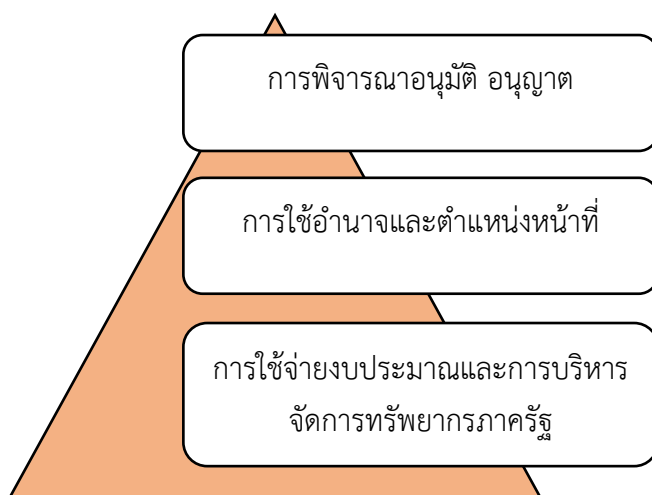 การพิจารณาอนุมัติ อนุญาต
การใช้อำนาจและตำแหน่งหน้าที่
การใช้จ่ายงบประมาณและการบริหาร
จัดการทรัพยากรภาครัฐ